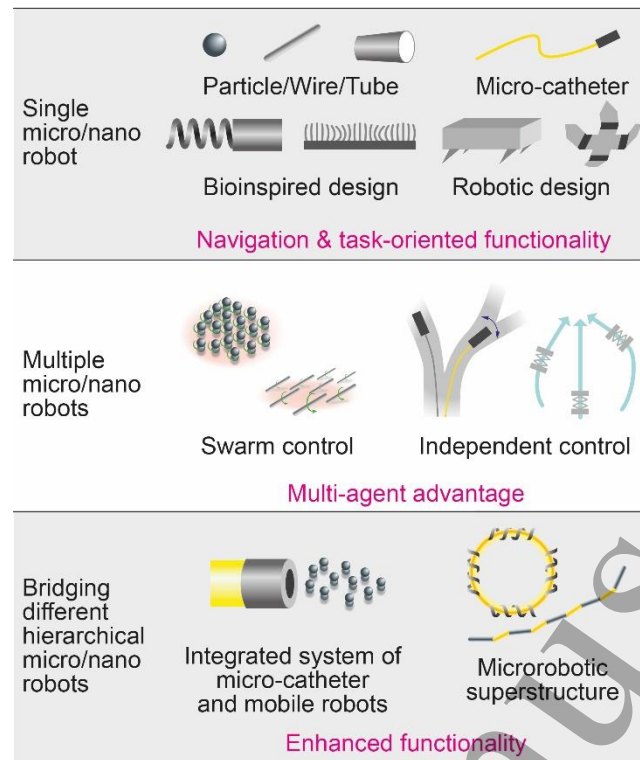 Particle/Wire/Tube
Micro-catheter
Single
micro/nano
robot
Bioinspired design
Robotic design
Navigation & task-oriented functionality
Multiple
micro/nano
robots
Swarm control
Independent control
Multi-agent advantage
Bridging
different
hierarchical
micro/nano
robots
Integrated system of
micro-catheter
and mobile robots
Microrobotic
superstructure
Enhanced functionality